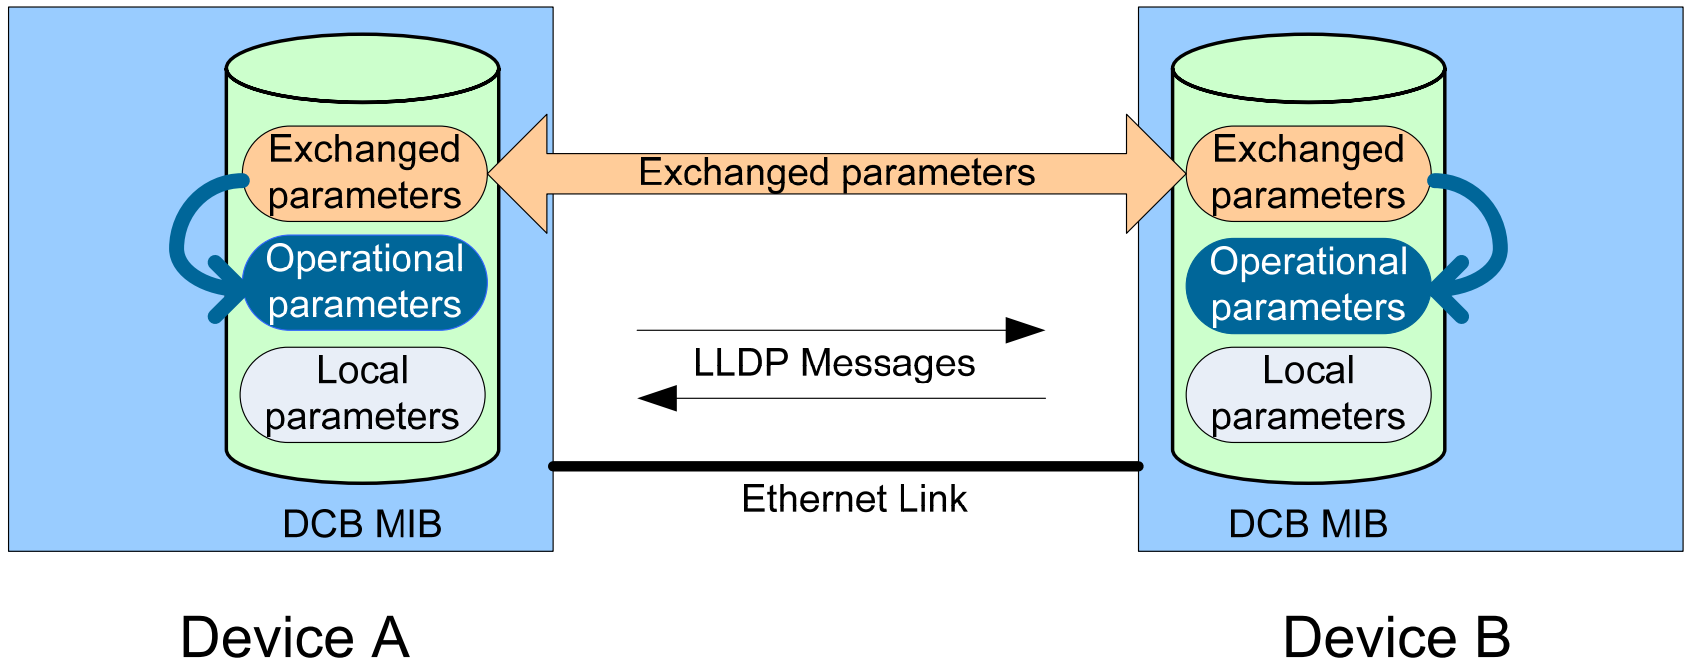 Exchanged
parameters
Operational
parameters
Local
parameters
DCB MIB
Exchanged parameters
LLDP Messages
Ethernet Link
Exchanged
parameters
Operational
parameters
Local
parameters
DCB MIB
Device A
Device B